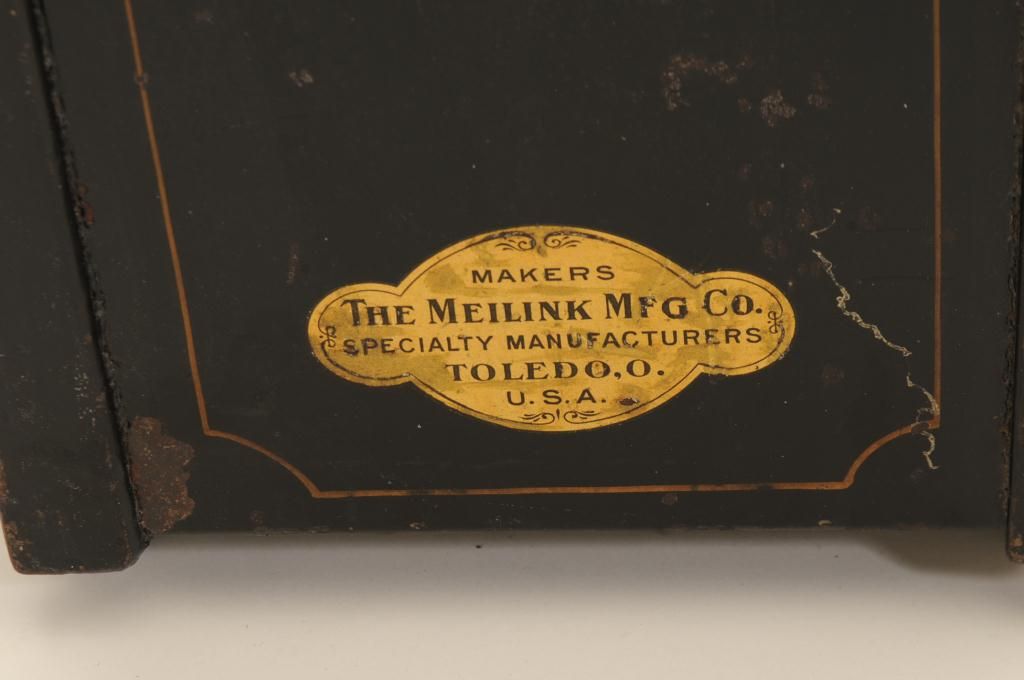 MAKERS
THE MEILINK MFG CO.
SPECIALTY MANUFACTURERS
TOLEDO, O.
U.S.A.